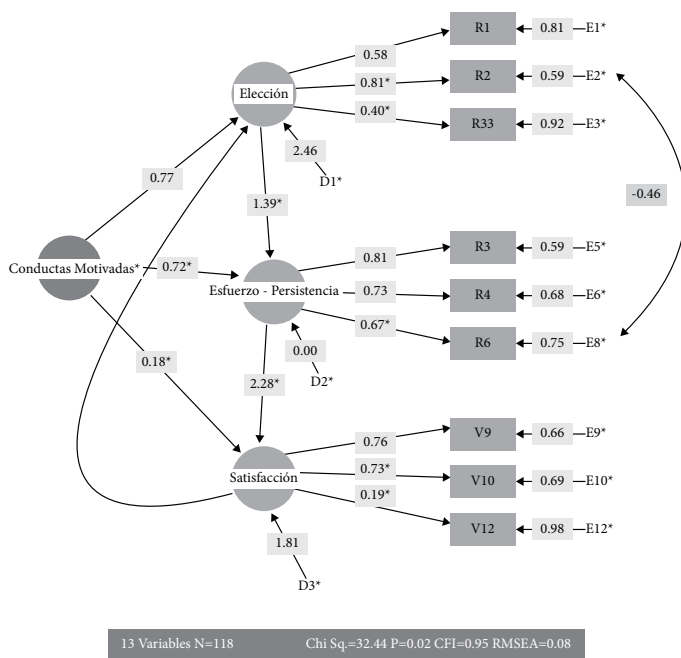 R1
0.81
E1*
0.58
R2
0.59
E2*
0.81*
Elección
0.40*
R33
0.92
E3*
2.46
D1*
0.77
1.39*
-0.46
Conductas Motivadas*
0.72*
Esfuerzo - Persistencia
0.81
R3
0.59
E5*
0.73
R4
0.68
E6*
0.67*
R6
0.75
E8*
0.00
D2*
0.18*
2.28*
Satisfacción
0.76
V9
0.66
E9*
0.73*
V10
0.69
E10*
0.19*
V12
0.98
E12*
1.81
D3*
13 Variables N=118 Chi Sq.=32.44 P=0.02 CFI=0.95 RMSEA=0.08